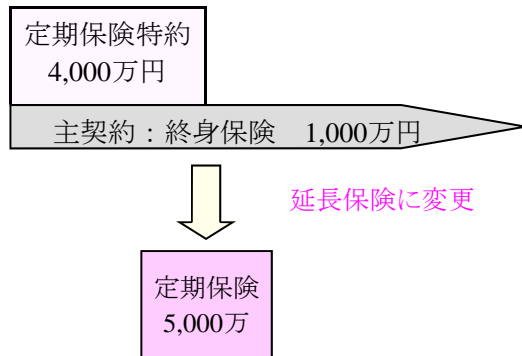 定期保険特約
4,000万円
主契約：終身保険　1,000万円
延長保険に変更
定期保険
5,000万